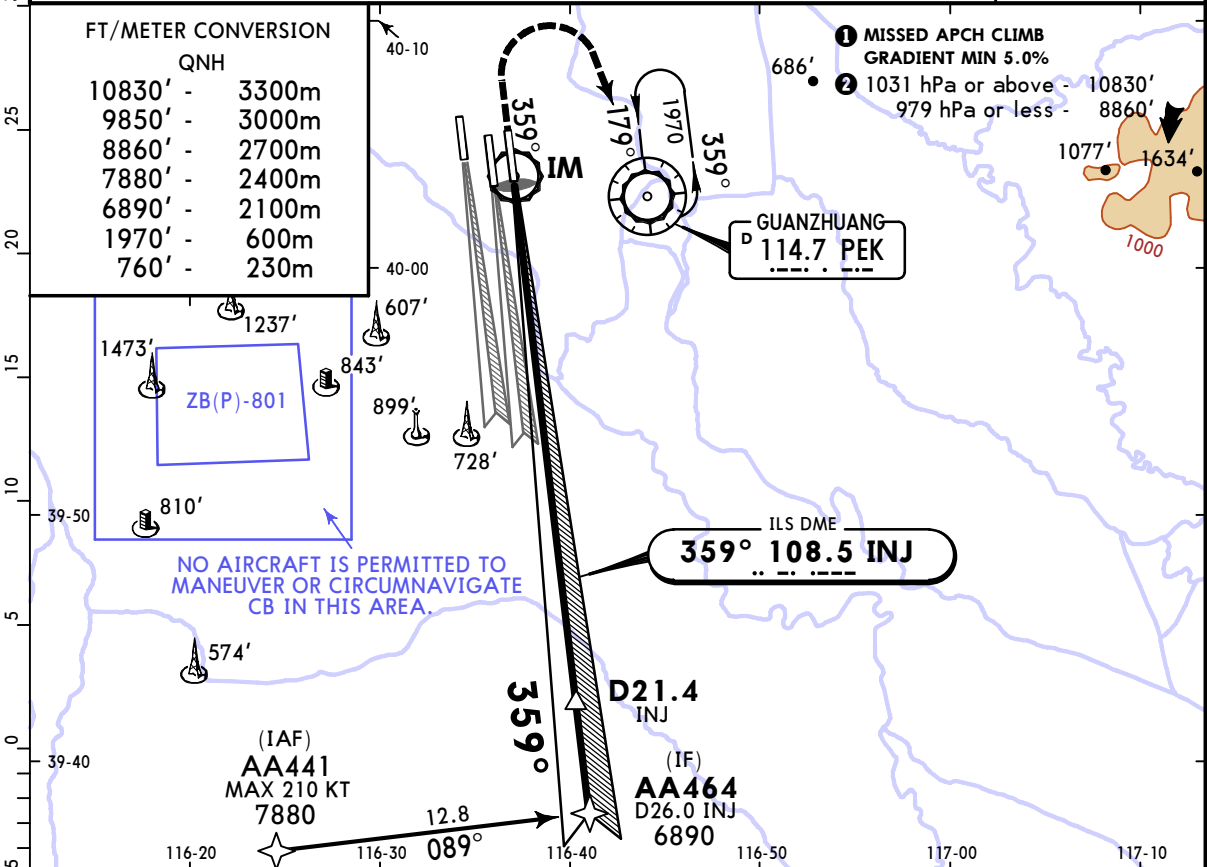 FT/METER CONVERSION
QNH
10830' - 3300m
9850' - 3000m
8860' - 2700m
7880' - 2400m
6890' - 2100m
1970' - 600m
760' - 230m
40-10
1 MISSED APCH CLIMB
GRADIENT MIN 5.0%
2 1031 hPa or above - 10830'
979 hPa or less - 8860'
686'
1077'
1634'
1000
359°
179°
1970
359°
IM
GUANZHUANG
D 114.7 PEK
40-00
25
20
15
10
5
0
5
1237'
607'
1473'
843'
ZB(P)-801
899'
728'
39-50
810'
NO AIRCRAFT IS PERMITTED TO
MANEUVER OR CIRCUMNAVIGATE
CB IN THIS AREA.
ILS DME
359° 108.5 INJ
574'
359°
D21.4
INJ
39-40
(IAF)
AA441
MAX 210 KT
7880
12.8
089°
(IF)
AA464
D26.0 INJ
6890
116-20
116-30
116-40
116-50
117-00
117-10